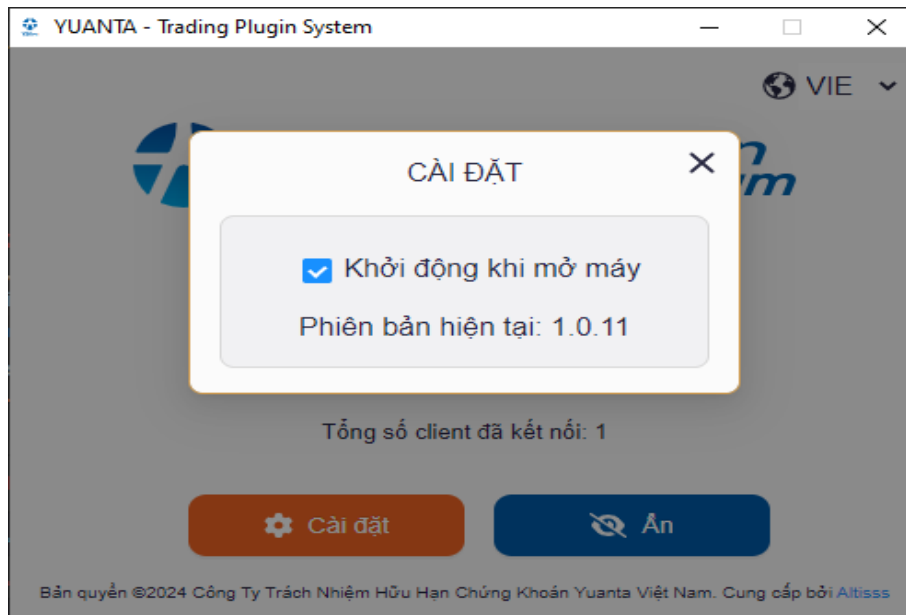 YUANTA - Trading Plugin System
VIE
CÀI ĐẶT
Khởi động khi mở máy
Phiên bản hiện tại: 1.0.11
Tổng số client đã kết nối: 1
Cài đặt
Ẩn
Bản quyền ©2024 Công Ty Trách Nhiệm Hữu Hạn Chứng Khoán Yuanta Việt Nam. Cung cấp bởi Altisss